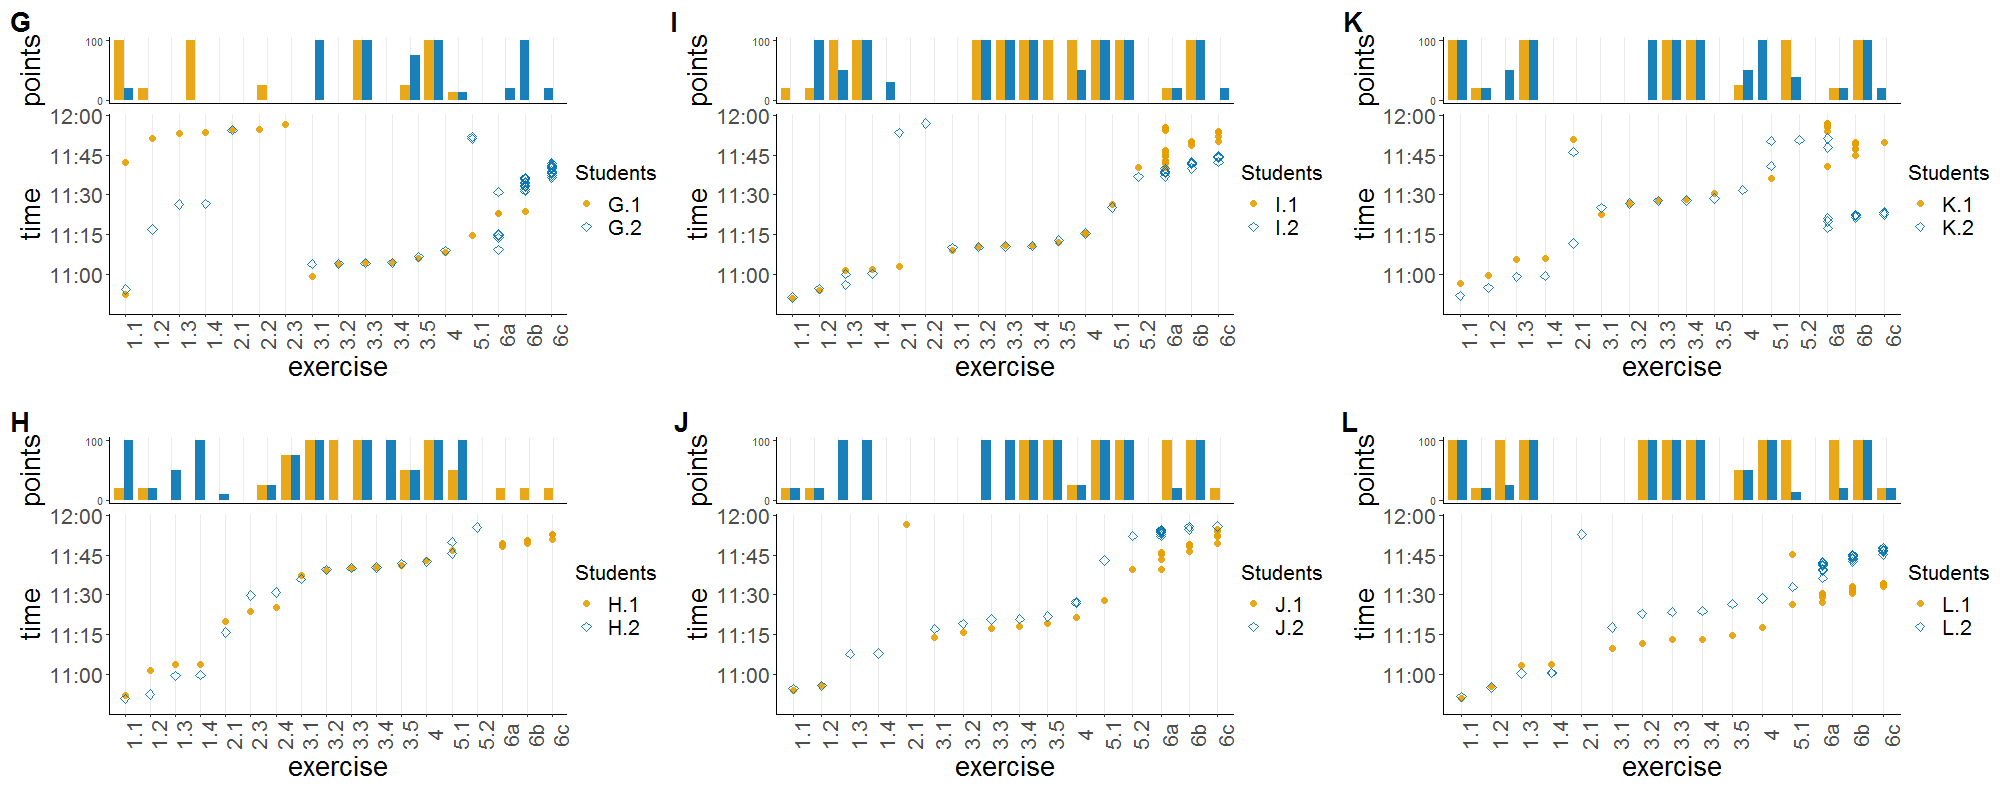 G
points
100
0
time
12:00
11:45
11:30
11:15
11:00
1.1 1.2 1.3 1.4 2.1 2.2 2.3 3.1 3.2 3.3 3.4 3.5 4 5.1 6a 6b 6c
exercise
Students
G.1
G.2
I
points
100
0
time
12:00
11:45
11:30
11:15
11:00
1.1 1.2 1.3 1.4 2.1 2.2 3.1 3.2 3.3 3.4 3.5 4 5.1 5.2 6a 6b 6c
exercise
Students
I.1
I.2
K
points
100
0
time
12:00
11:45
11:30
11:15
11:00
1.1 1.2 1.3 1.4 2.1 3.1 3.2 3.3 3.4 3.5 4 5.1 5.2 6a 6b 6c
exercise
Students
K.1
K.2
H
points
100
0
time
12:00
11:45
11:30
11:15
11:00
1.1 1.2 1.3 1.4 2.1 2.3 2.4 3.1 3.2 3.3 3.4 3.5 4 5.1 5.2 6a 6b 6c
exercise
Students
H.1
H.2
J
points
100
0
time
12:00
11:45
11:30
11:15
11:00
1.1 1.2 1.3 1.4 2.1 3.1 3.2 3.3 3.4 3.5 4 5.1 5.2 6a 6b 6c
exercise
Students
J.1
J.2
L
points
100
0
time
12:00
11:45
11:30
11:15
11:00
1.1 1.2 1.3 1.4 2.1 3.1 3.2 3.3 3.4 3.5 4 5.1 6a 6b 6c
exercise
Students
L.1
L.2